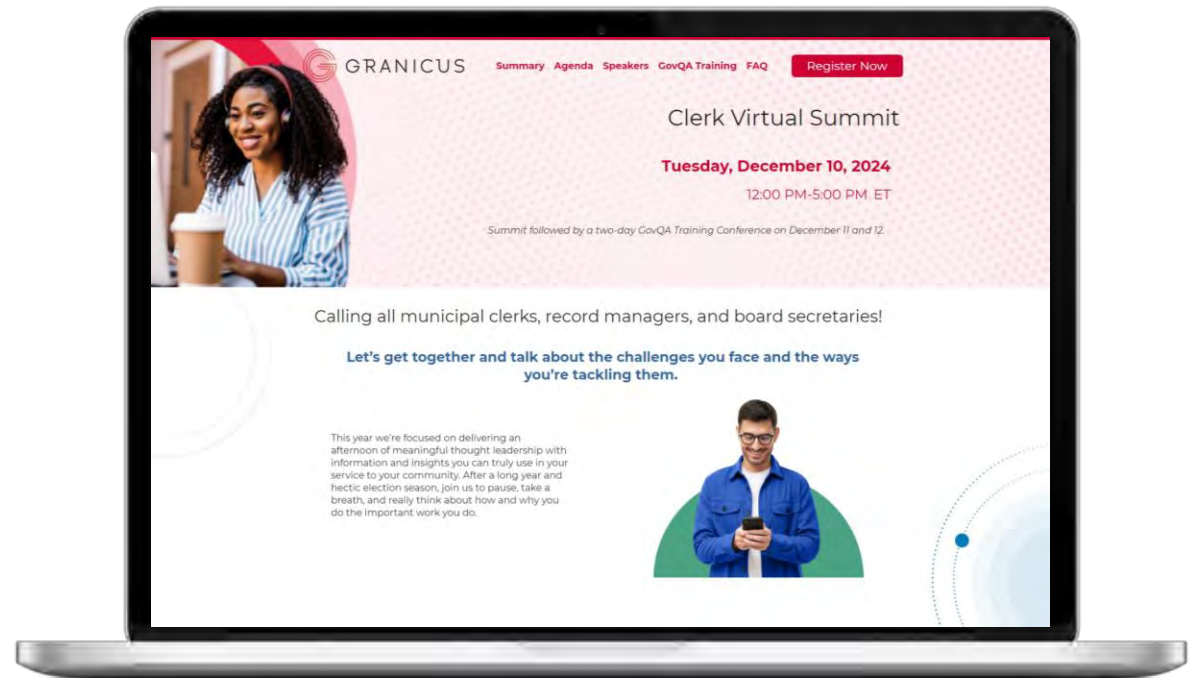 GRANICUS Summary Agenda Speakers GovQA Training FAQ Register Now
Clerk Virtual Summit
Tuesday, December 10, 2024
12:00 PM-5:00 PM ET
Summit followed by a two-day GovQA Training Conference on December 11 and 12.
Calling all municipal clerks, record managers, and board secretaries!
Let's get together and talk about the challenges you face and the ways
you're tackling them.
This year we're focused on delivering an
afternoon of meaningful thought leadership with
information and insights you can truly use in your
service to your community. After a long year and
hectic election season, join us to pause, take a
breath, and really think about how and why you
do the important work you do.